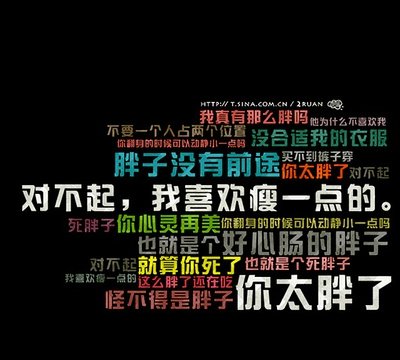 HTTP://T.SINA.COM.CN/2RUAN
我真有那么胖吗 他为什么不喜欢我
不要一个人占两个位置 没合适我的衣服
你翻身的时候可以动静小一点吗
胖子没有前途 买不到裤子穿
你太胖了 对不起
对不起，我喜欢瘦一点的。
死胖子 你心灵再美 你翻身的时候可以动静小一点吗
也就是个好心肠的胖子
对不起 就算你死了 也就是个死胖子
我喜欢瘦一点的 这么胖了还在吃
怪不得是胖子 你太胖了